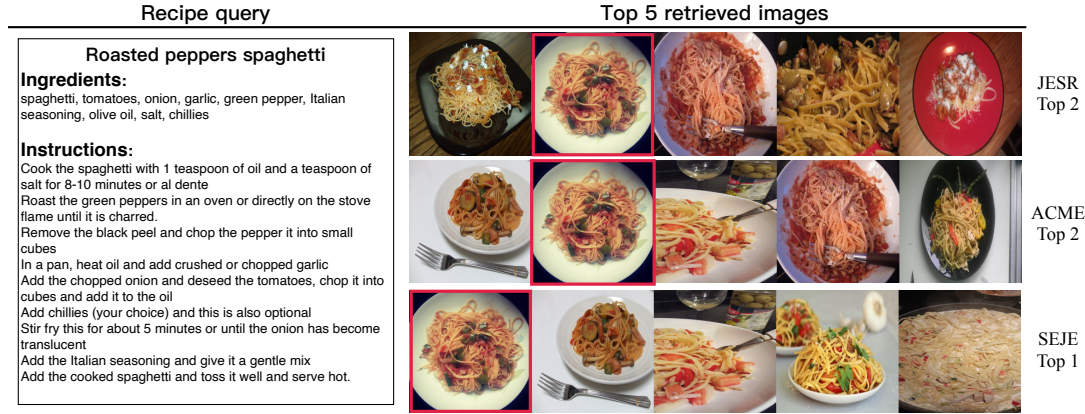 Recipe query
Top 5 retrieved images
Roasted peppers spaghetti
Ingredients:
spaghetti, tomatoes, onion, garlic, green pepper, Italian
seasoning, olive oil, salt, chillies
Instructions:
Cook the spaghetti with 1 teaspoon of oil and a teaspoon of
salt for 8-10 minutes or al dente
Roast the green peppers in an oven or directly on the stove
flame until it is charred.
Remove the black peel and chop the pepper it into small
cubes
In a pan, heat oil and add crushed or chopped garlic
Add the chopped onion and deseed the tomatoes, chop it into
cubes and add it to the oil
Add chillies (your choice) and this is also optional
Stir fry this for about 5 minutes or until the onion has become
translucent
Add the Italian seasoning and give it a gentle mix
Add the cooked spaghetti and toss it well and serve hot.
JESR
Top 2
ACME
Top 2
SEJE
Top 1